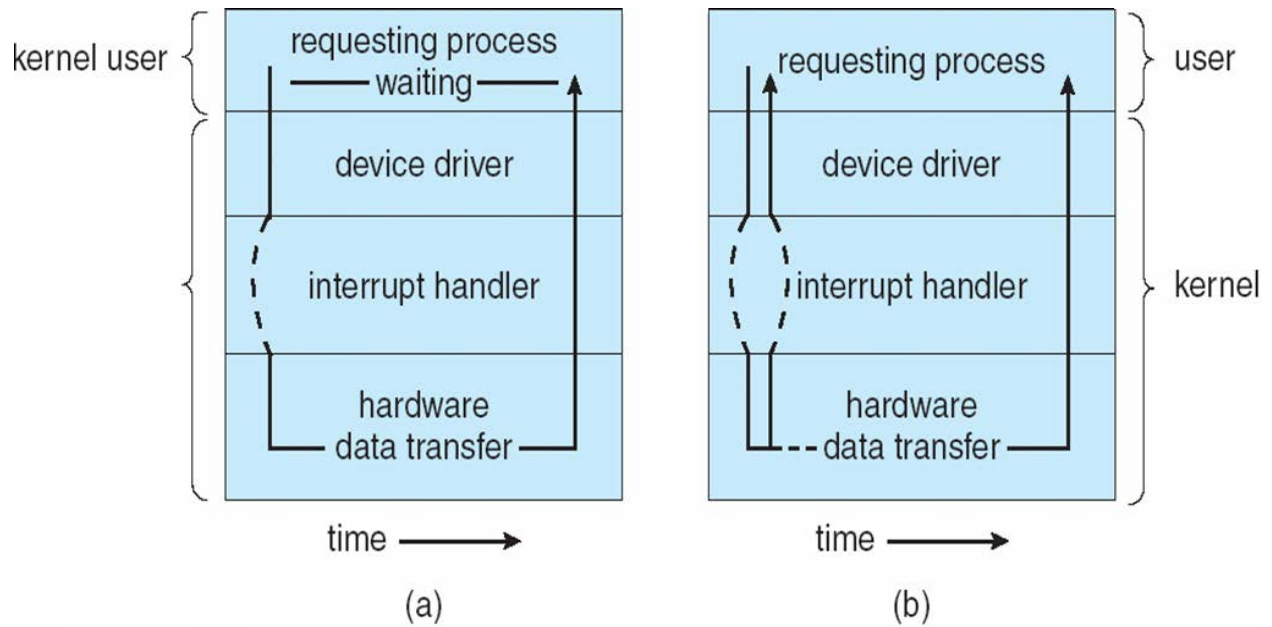 kernel user
requesting process
waiting
device driver
interrupt handler
hardware
data transfer
time
(a)
requesting process
user
device driver
interrupt handler
kernel
hardware
data transfer
time
(b)